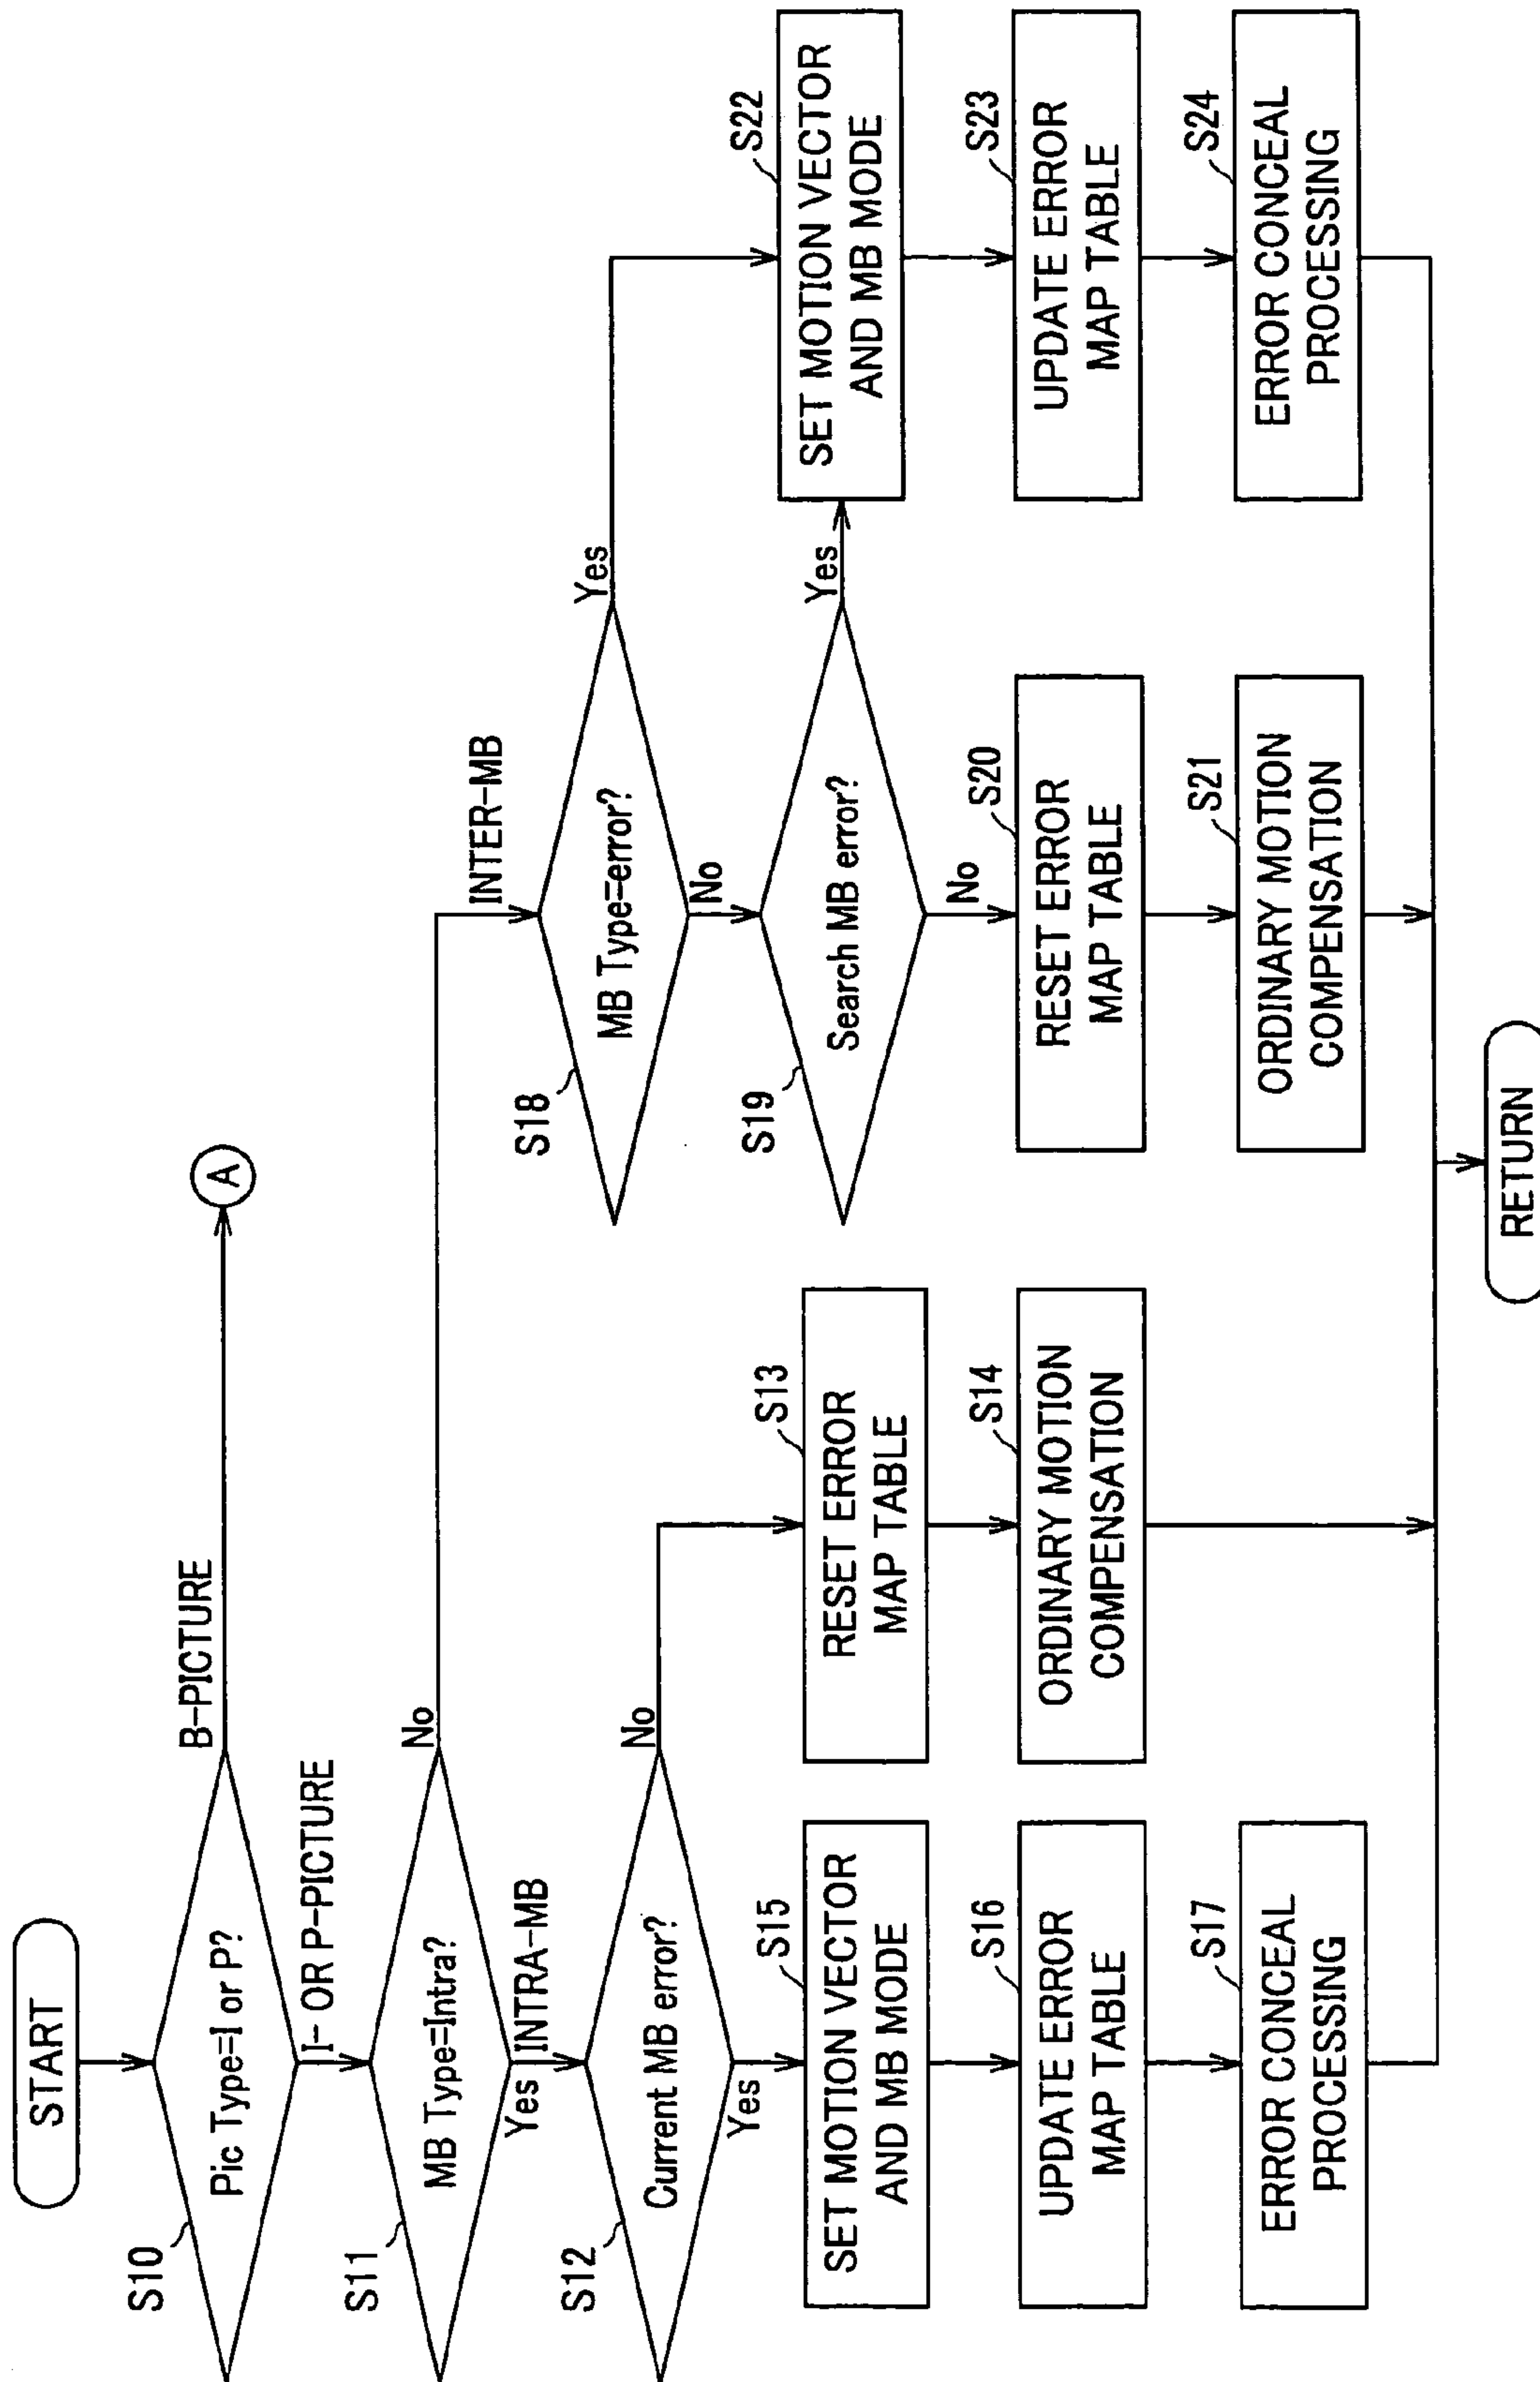 START
S10
Pic Type=I or P?
B-PICTURE
A
I- OR P-PICTURE
S11
MB Type=Intra?
No
Yes
INTRA-MB
S12
Current MB error?
No
Yes
S13
RESET ERROR
MAP TABLE
S14
ORDINARY MOTION
COMPENSATION
S15
SET MOTION VECTOR
AND MB MODE
S16
UPDATE ERROR
MAP TABLE
S17
ERROR CONCEAL
PROCESSING
INTER-MB
S18
MB Type=error?
Yes
No
S19
Search MB error?
Yes
No
S20
RESET ERROR
MAP TABLE
S21
ORDINARY MOTION
COMPENSATION
S22
SET MOTION VECTOR
AND MB MODE
S23
UPDATE ERROR
MAP TABLE
S24
ERROR CONCEAL
PROCESSING
RETURN